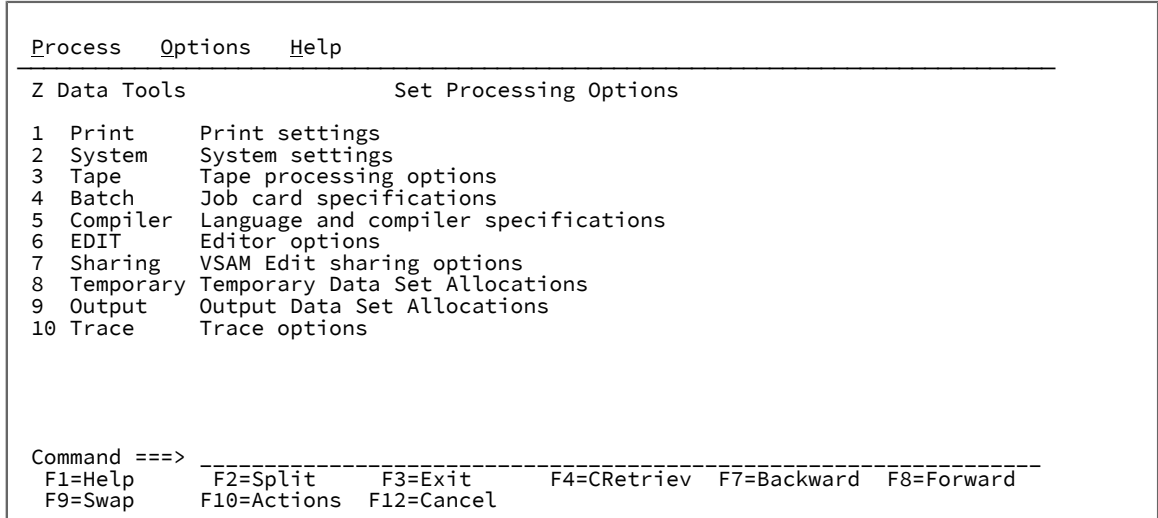 Process   Options   Help
Z Data Tools                Set Processing Options
1  Print     Print settings
2  System    System settings
3  Tape      Tape processing options
4  Batch     Job card specifications
5  Compiler  Language and compiler specifications
6  EDIT      Editor options
7  Sharing   VSAM Edit sharing options
8  Temporary Temporary Data Set Allocations
9  Output    Output Data Set Allocations
10 Trace     Trace options
Command ===> _________________________________________________________________
F1=Help      F2=Split     F3=Exit      F4=CRetriev  F7=Backward  F8=Forward
F9=Swap     F10=Actions  F12=Cancel